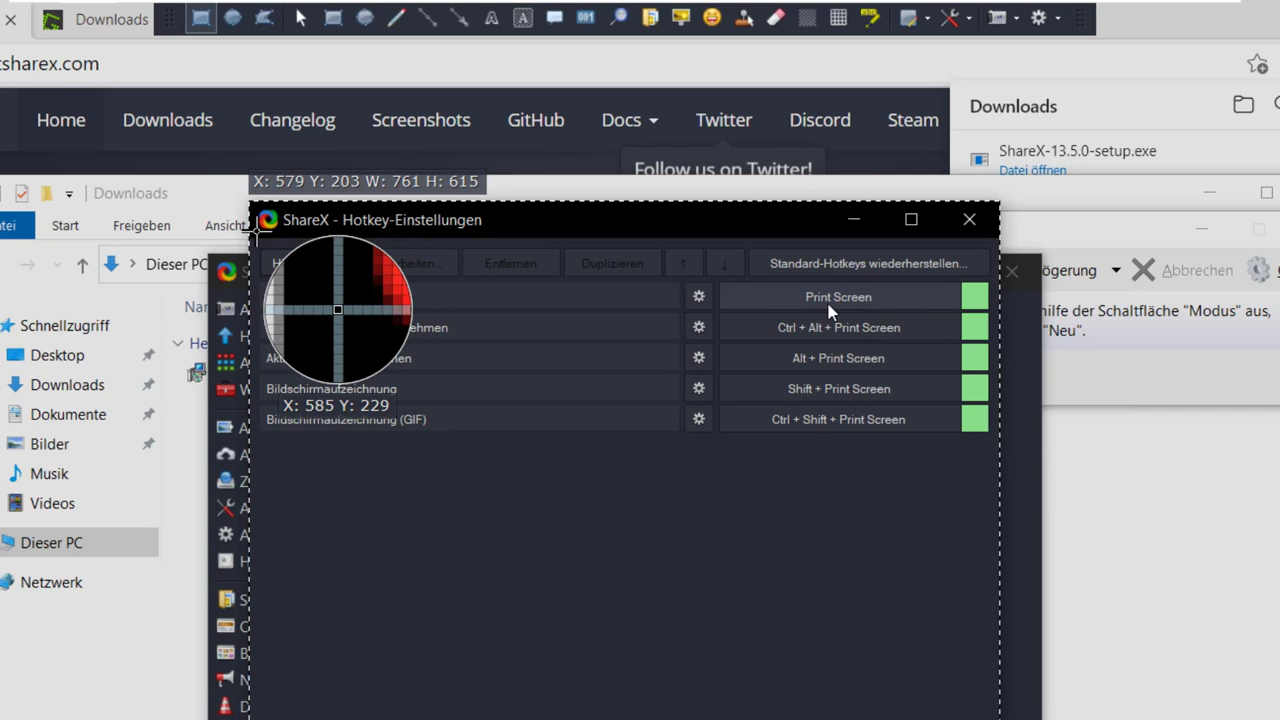 Downloads
A
A
001
sharex.com
Home Downloads Changelog Screenshots GitHub Docs Twitter Discord Steam
Follow us on Twitter!
Downloads
ShareX-13.5.0-setup.exe
Datei öffnen
Downloads
X: 579 Y: 203 W: 761 H: 615
tei Start Freigeben Ansicht
ShareX - Hotkey-Einstellungen
Dieser PC
Entfernen Duplizieren ↑ ↓ Standard-Hotkeys wiederherstellen...
Abbrechen
Print Screen
hilfe der Schaltfläche "Modus" aus,
"Neu".
ehmen Ctrl + Alt + Print Screen
Alt + Print Screen
Bildschirmaufzeichnung Shift + Print Screen
X: 585 Y: 229
Bildschirmaufzeichnung (GIF) Ctrl + Shift + Print Screen
Schnellzugriff
Desktop
Downloads
Dokumente
Bilder
Musik
Videos
Dieser PC
Netzwerk